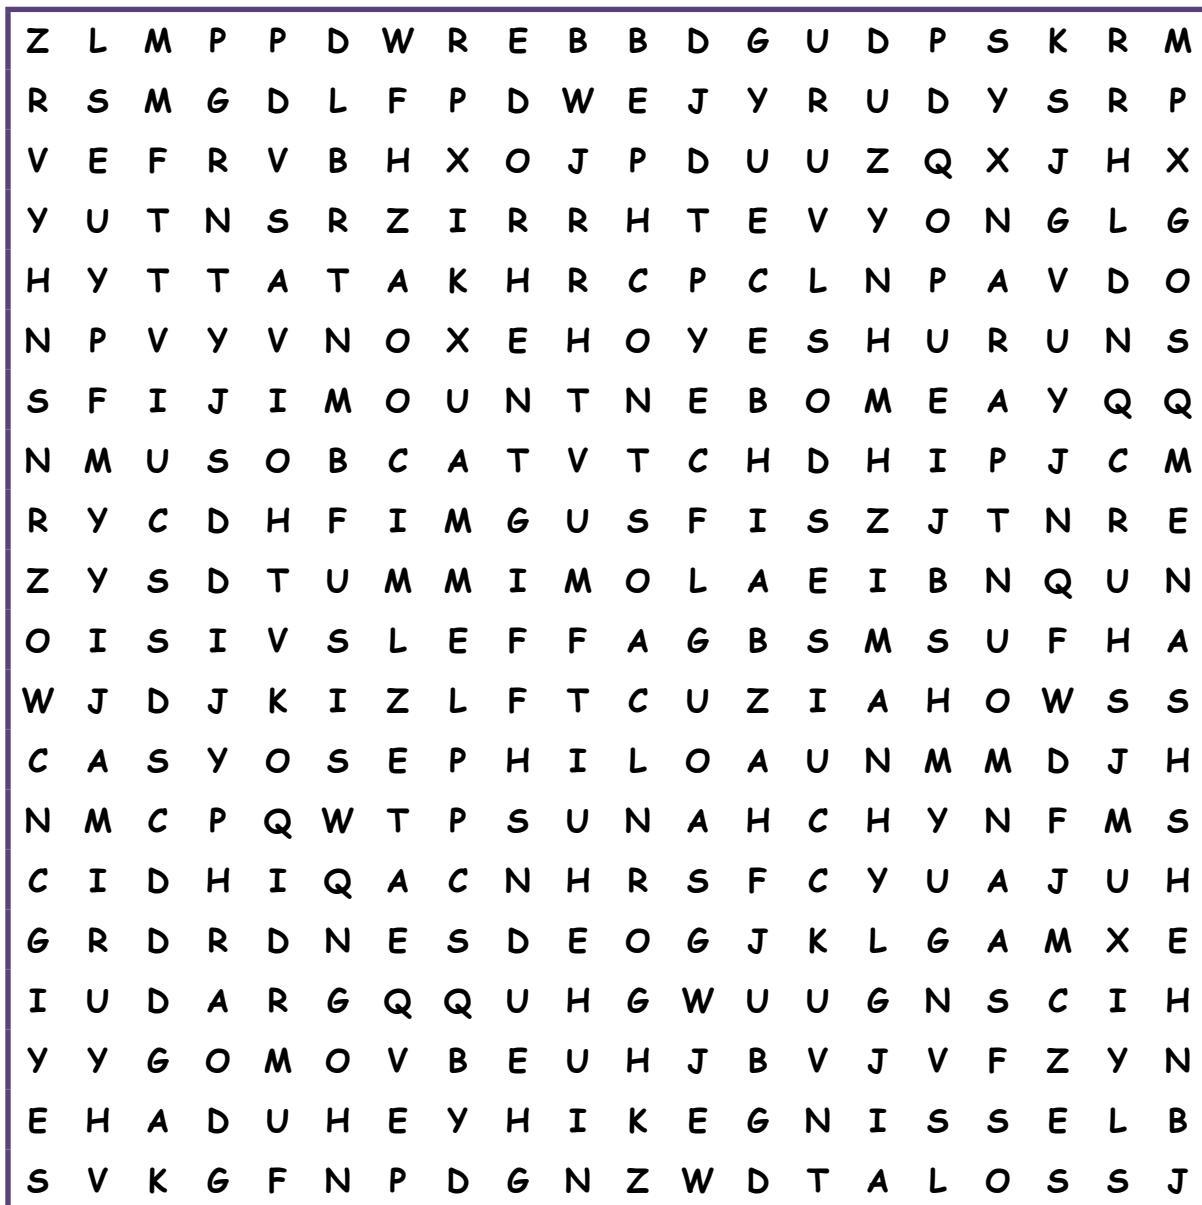 Z L M P P D W R E B B D G U D P S K R M
R S M G D L F P D W E J Y R U D Y S R P
V E F R V B H X O J P D U U Z Q X J H X
Y U T N S R Z I R R H T E V Y O N G L G
H Y T T A T A K H R C P C L N P A V D O
N P V Y V N O X E H O Y E S H U R U N S
S F I J I M O U N T N E B O M E A Y Q Q
N M U S O B C A T V T C H D H I P J C M
R Y C D H F I M G U S F I S Z J T N R E
Z Y S D T U M M I M O L A E I B N Q U N
O I S I V S L E F F A G B S M S U F H A
W J D J K I Z L F T C U Z I A H O W S S
C A S Y O S E P H I L O A U N M M D J H
N M C P Q W T P S U N A H C H Y N F M S
C I D H I Q A C N H R S F C Y U A J U H
G R D R D N E S D E O G J K L G A M X E
I U D A R G Q Q U H G W U U G N S C I H
Y Y G O M O V B E U H J B V J V F Z Y N
E H A D U H E Y H I K E G N I S S E L B
S V K G F N P D G N Z W D T A L O S S J